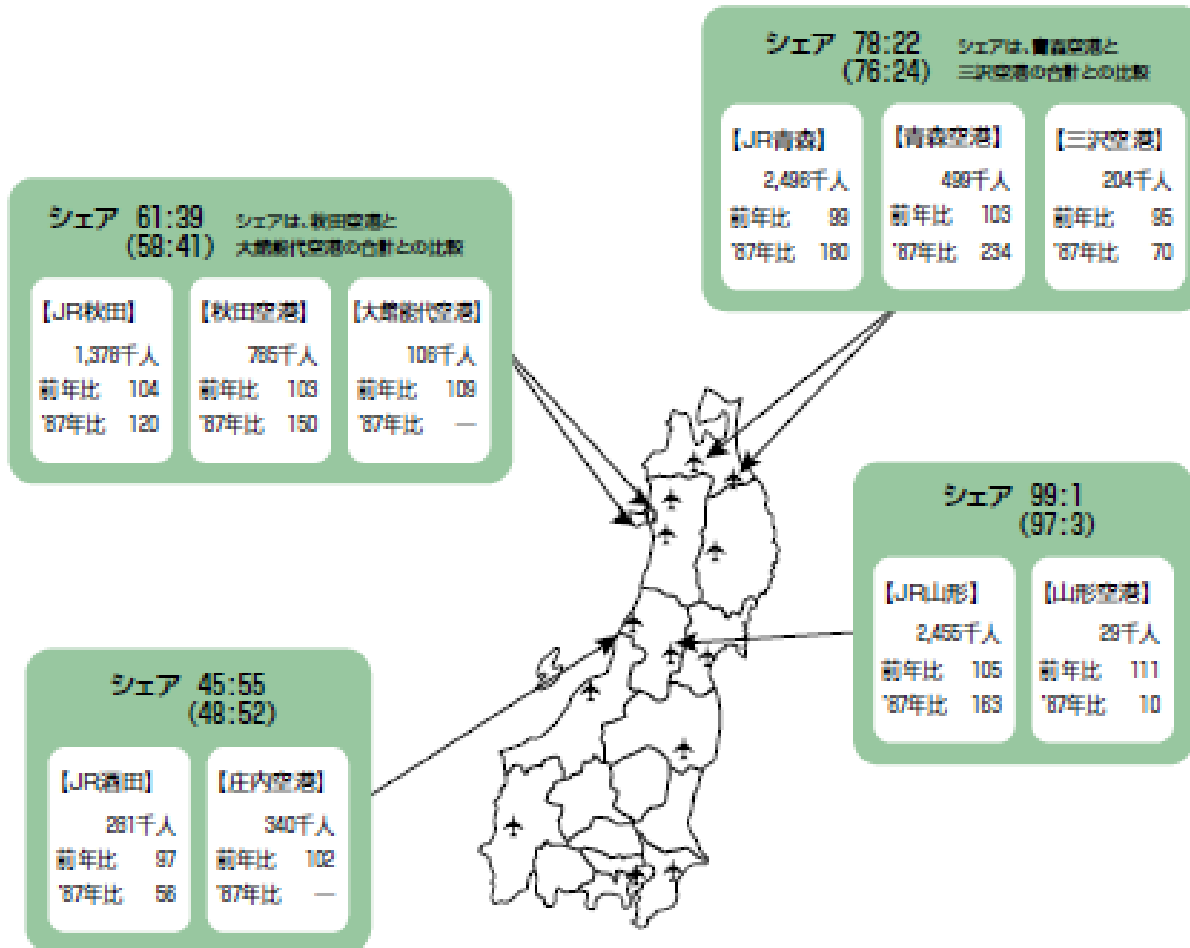 シェア 78:22
(76:24)
シェアは、青森空港と
三沢空港の合計との比較
【JR青森】
2,496千人
前年比 99
'87年比 180
【青森空港】
499千人
前年比 103
'87年比 234
【三沢空港】
204千人
前年比 95
'87年比 70
シェア 61:39
(58:41)
シェアは、秋田空港と
大館能代空港の合計との比較
【JR秋田】
1,378千人
前年比 104
'87年比 120
【秋田空港】
785千人
前年比 103
'87年比 150
【大館能代空港】
108千人
前年比 109
'87年比 —
シェア 99:1
(97:3)
【JR山形】
2,455千人
前年比 105
'87年比 163
【山形空港】
29千人
前年比 111
'87年比 10
シェア 45:55
(48:52)
【JR酒田】
281千人
前年比 97
'87年比 56
【庄内空港】
340千人
前年比 102
'87年比 —